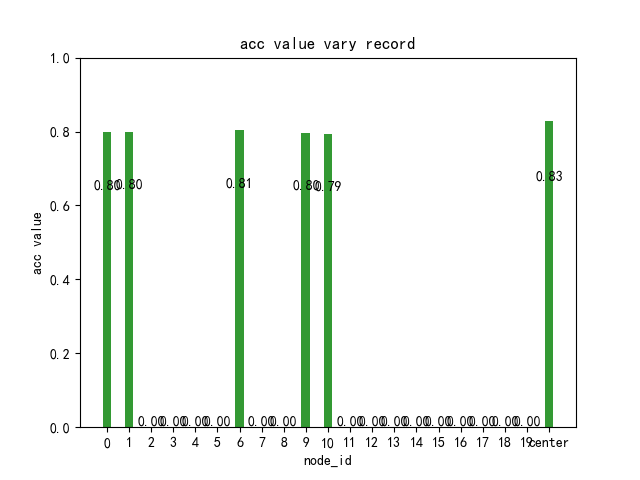 acc value vary record
1.0
0.8
0.6
0.4
0.2
0.0
acc value
0.80 0.80 0.81 0.80 0.79 0.83
0.00 0.00 0.00 0.00 0.00 0.00 0.00 0.00 0.00 0.00 0.00 0.00 0.00 0.00 0.00
0 1 2 3 4 5 6 7 8 9 10 11 12 13 14 15 16 17 18 19 center
node_id